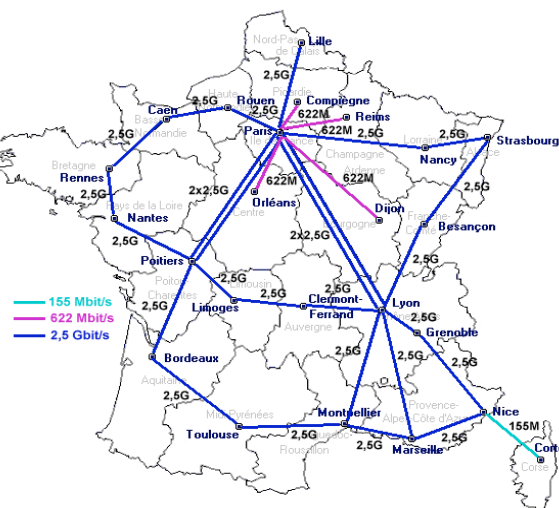 Nord-Pas
de Calais
Lille
2,5G
Picardie
Haute
2,5G
Rouen
Compiegne
Caen
622M
Reims
Basse
Normandie
2,5G
Paris
622M
2,5G
Lorraine
2,5G
Strasbourg
Ile de France
Alsace
Nancy
Champagne
Ardenne
Bretagne
Rennes
2,5G
Pays de la Loire
2x2,5G
622M
622M
2,5G
Orléans
Centre
Nantes
Dijon
Bourgogne
Franche-
Comté
Besançon
2x2,5G
2,5G
Poitiers
Poitou
Charentes
2,5G
Limousin
2,5G
2,5G
Limoges
Clermont-
Ferrand
Lyon
155 Mbit/s
622 Mbit/s
2,5 Gbit/s
2,5G
Auvergne
2,5G
Grenoble
2,5G
2,5G
2,5G
Bordeaux
Aquitaine
2,5G
Midi-Pyrénées
Toulouse
2,5G
Montpellier
Provence-
Alpes-Côte d'Azur
Nice
Roussillon
2,5G
Marseille
2,5G
155M
Corte
Corse